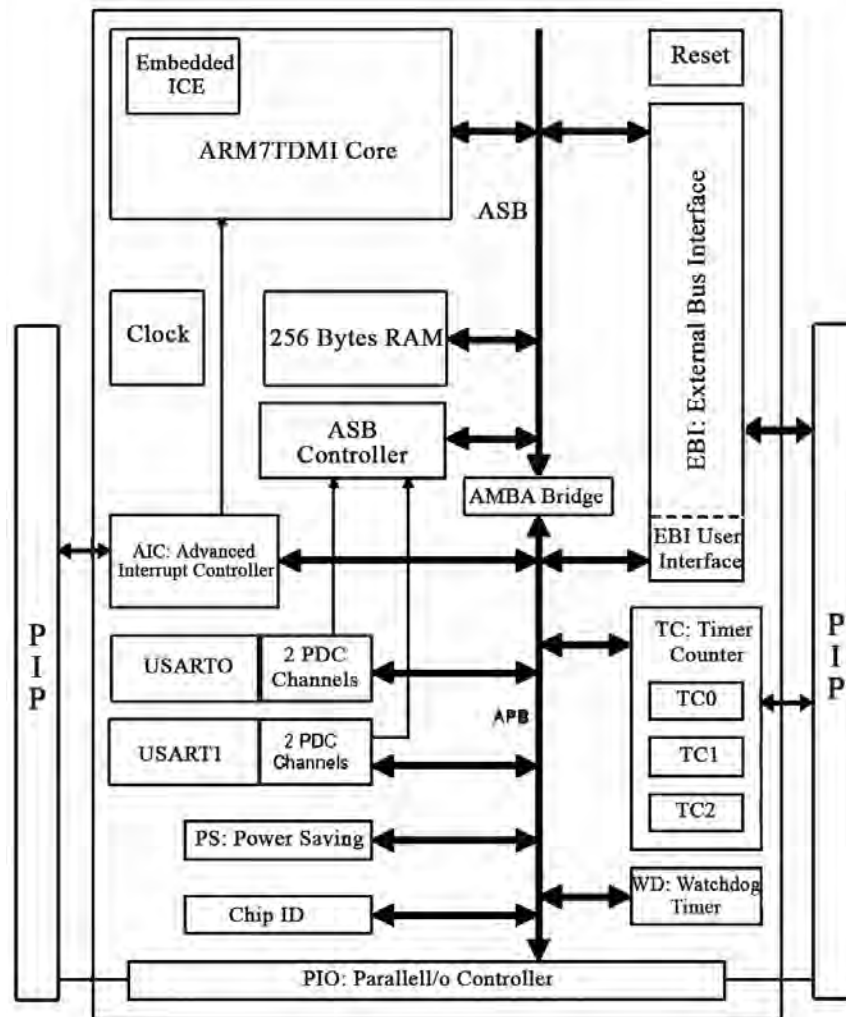 Embedded
ICE
ARM7TDMI Core
Reset
ASB
EBI: External Bus Interface
Clock
256 Bytes RAM
ASB
Controller
AMBA Bridge
EBI User
Interface
AIC: Advanced
Interrupt Controller
PIP
PIP
USARTO
2 PDC
Channels
TC: Timer
Counter
TC0
TC1
TC2
APB
USART1
2 PDC
Channels
PS: Power Saving
WD: Watchdog
Timer
Chip ID
PIO: Parallell/o Controller